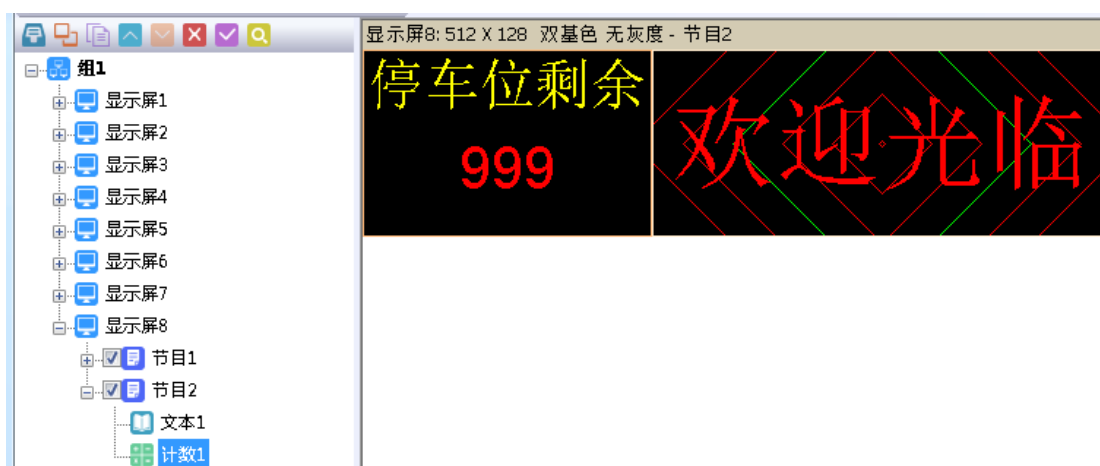 组1
显示屏1
显示屏2
显示屏3
显示屏4
显示屏5
显示屏6
显示屏7
显示屏8
节目1
节目2
文本1
计数1
显示屏8: 512 X 128 双基色 无灰度 - 节目2
停车位剩余
999
欢迎光临